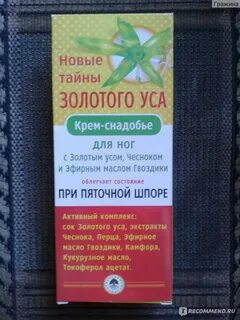 Гражина
Новые
тайны
ЗОЛОТОГО УСА
Крем-снадобье
ДЛЯ НОГ
с Золотым усом, Чесноком
и Эфирным маслом Гвоздики
облегчает состояние
ПРИ ПЯТОЧНОЙ ШПОРЕ
Активный комплекс:
сок Золотого уса, экстракты
Чеснока, Перца, Эфирное
масло Гвоздики, Камфора,
Кукурузное масло,
Токоферол ацетат.
IRECOMMEND.RU